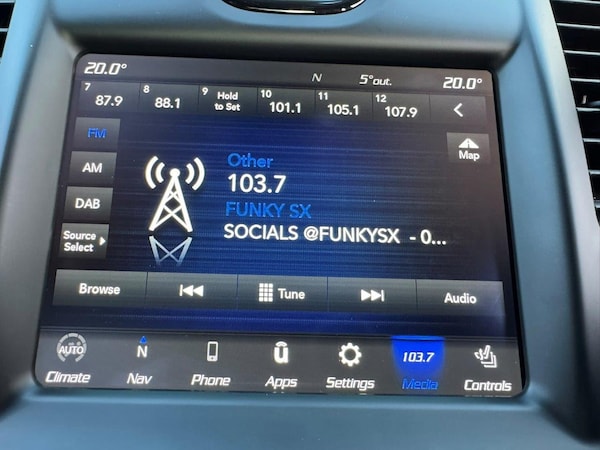 20.0° N 5°out. 20.0°
7 87.9 8 88.1 9 Hold to Set 10 101.1 11 105.1 12 107.9
FM
Map
AM
DAB
Source Select
Other
103.7
FUNKY SX
SOCIALS @FUNKYSX - 0...
Browse Tune Audio
AUTO N 103.7
Climate Nav Phone Apps Settings Media Controls